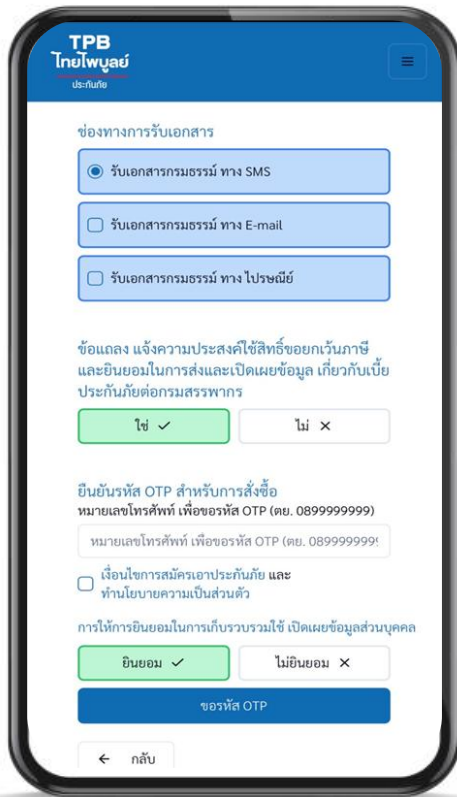 TPB
ไทยไพบูลย์
ประกันภัย
ช่องทางการรับเอกสาร
รับเอกสารกรมธรรม์ ทาง SMS
รับเอกสารกรมธรรม์ ทาง E-mail
รับเอกสารกรมธรรม์ ทาง ไปรษณีย์
ข้อแถลง แจ้งความประสงค์ใช้สิทธิ์ขอยกเว้นภาษี
และยินยอมในการส่งและเปิดเผยข้อมูล เกี่ยวกับเบี้ย
ประกันภัยต่อกรมสรรพากร
ใช่ ✓ ไม่ ✕
ยืนยันรหัส OTP สำหรับการสั่งซื้อ
หมายเลขโทรศัพท์ เพื่อขอรหัส OTP (ตย. 0899999999)
หมายเลขโทรศัพท์ เพื่อขอรหัส OTP (ตย. 089999999
เงื่อนไขการสมัครเอาประกันภัย และ
ทำนโยบายความเป็นส่วนตัว
การให้การยินยอมในการเก็บรวบรวมใช้ เปิดเผยข้อมูลส่วนบุคคล
ยินยอม ✓ ไม่ยินยอม ✕
ขอรหัส OTP
← กลับ